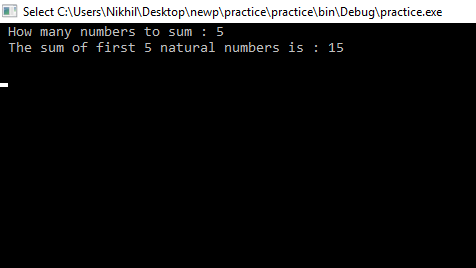 Select C:\Users\Nikhil\Desktop\newp\practice\practice\bin\Debug\practice.exe
How many numbers to sum : 5
The sum of first 5 natural numbers is : 15